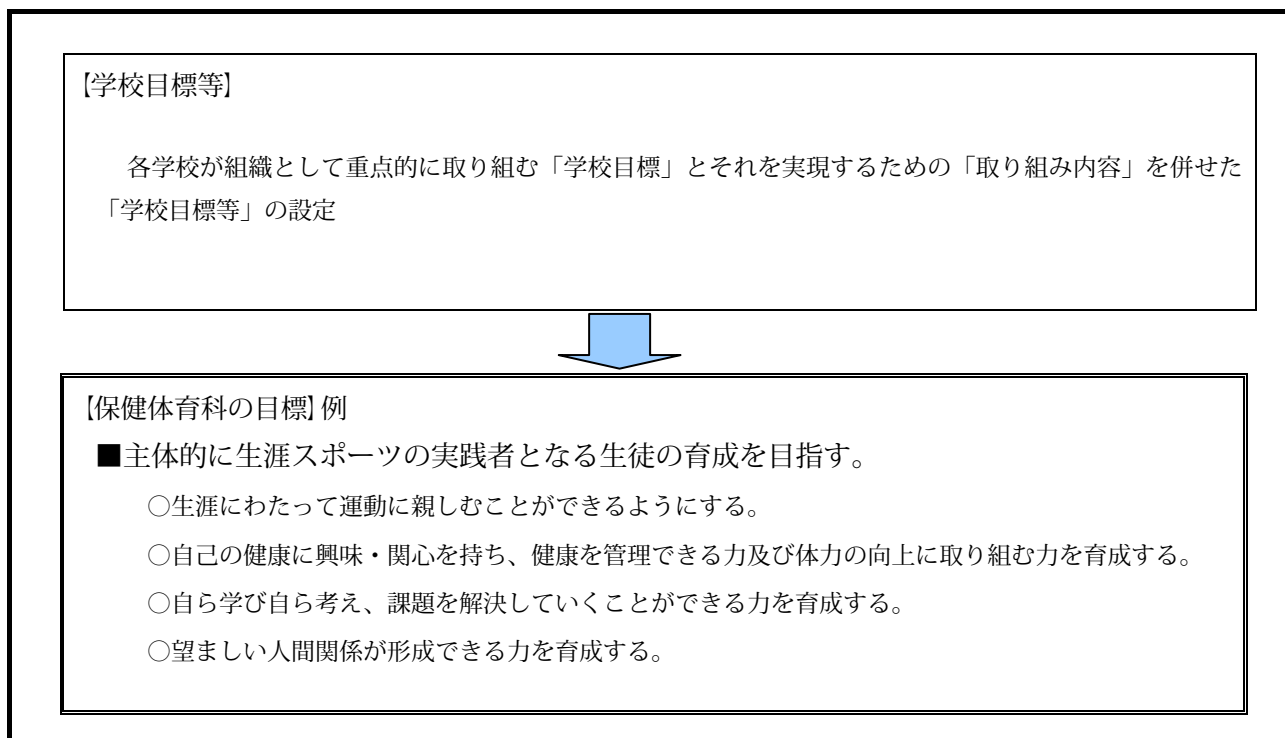 【学校目標等】
各学校が組織として重点的に取り組む「学校目標」とそれを実現するための「取り組み内容」を併せた
「学校目標等」の設定
【保健体育科の目標】例
■主体的に生涯スポーツの実践者となる生徒の育成を目指す。
○生涯にわたって運動に親しむことができるようにする。
○自己の健康に興味・関心を持ち、健康を管理できる力及び体力の向上に取り組む力を育成する。
○自ら学び自ら考え、課題を解決していくことができる力を育成する。
○望ましい人間関係が形成できる力を育成する。